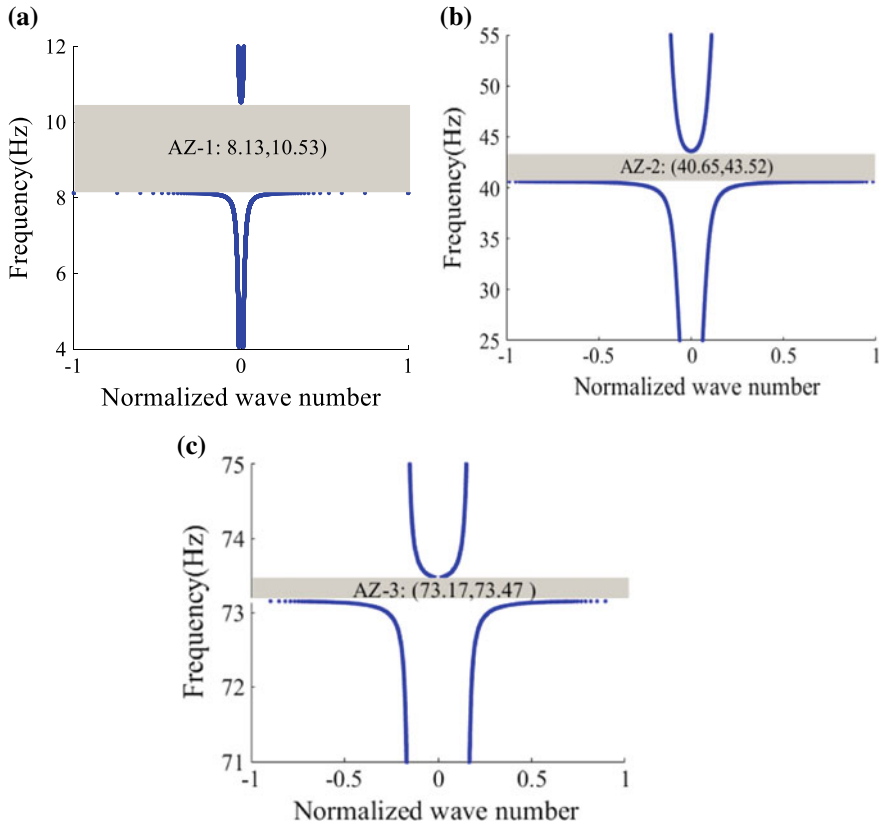 (a)
12
10
8
6
4
Frequency(Hz)
AZ-1: 8.13,10.53)
-1 0 1
Normalized wave number
(b)
55
50
45
40
35
30
25
Frequency(Hz)
AZ-2: (40.65,43.52)
-1 -0.5 0 0.5 1
Normalized wave number
(c)
75
74
73
72
71
Frequency(Hz)
AZ-3: (73.17,73.47 )
-1 -0.5 0 0.5 1
Normalized wave number